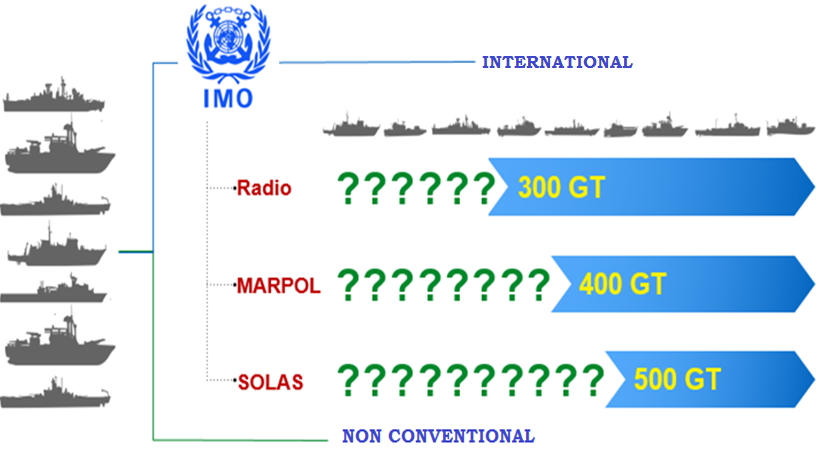 INTERNATIONAL
IMO
Radio ?????? 300 GT
MARPOL ???????? 400 GT
SOLAS ?????????? 500 GT
NON CONVENTIONAL